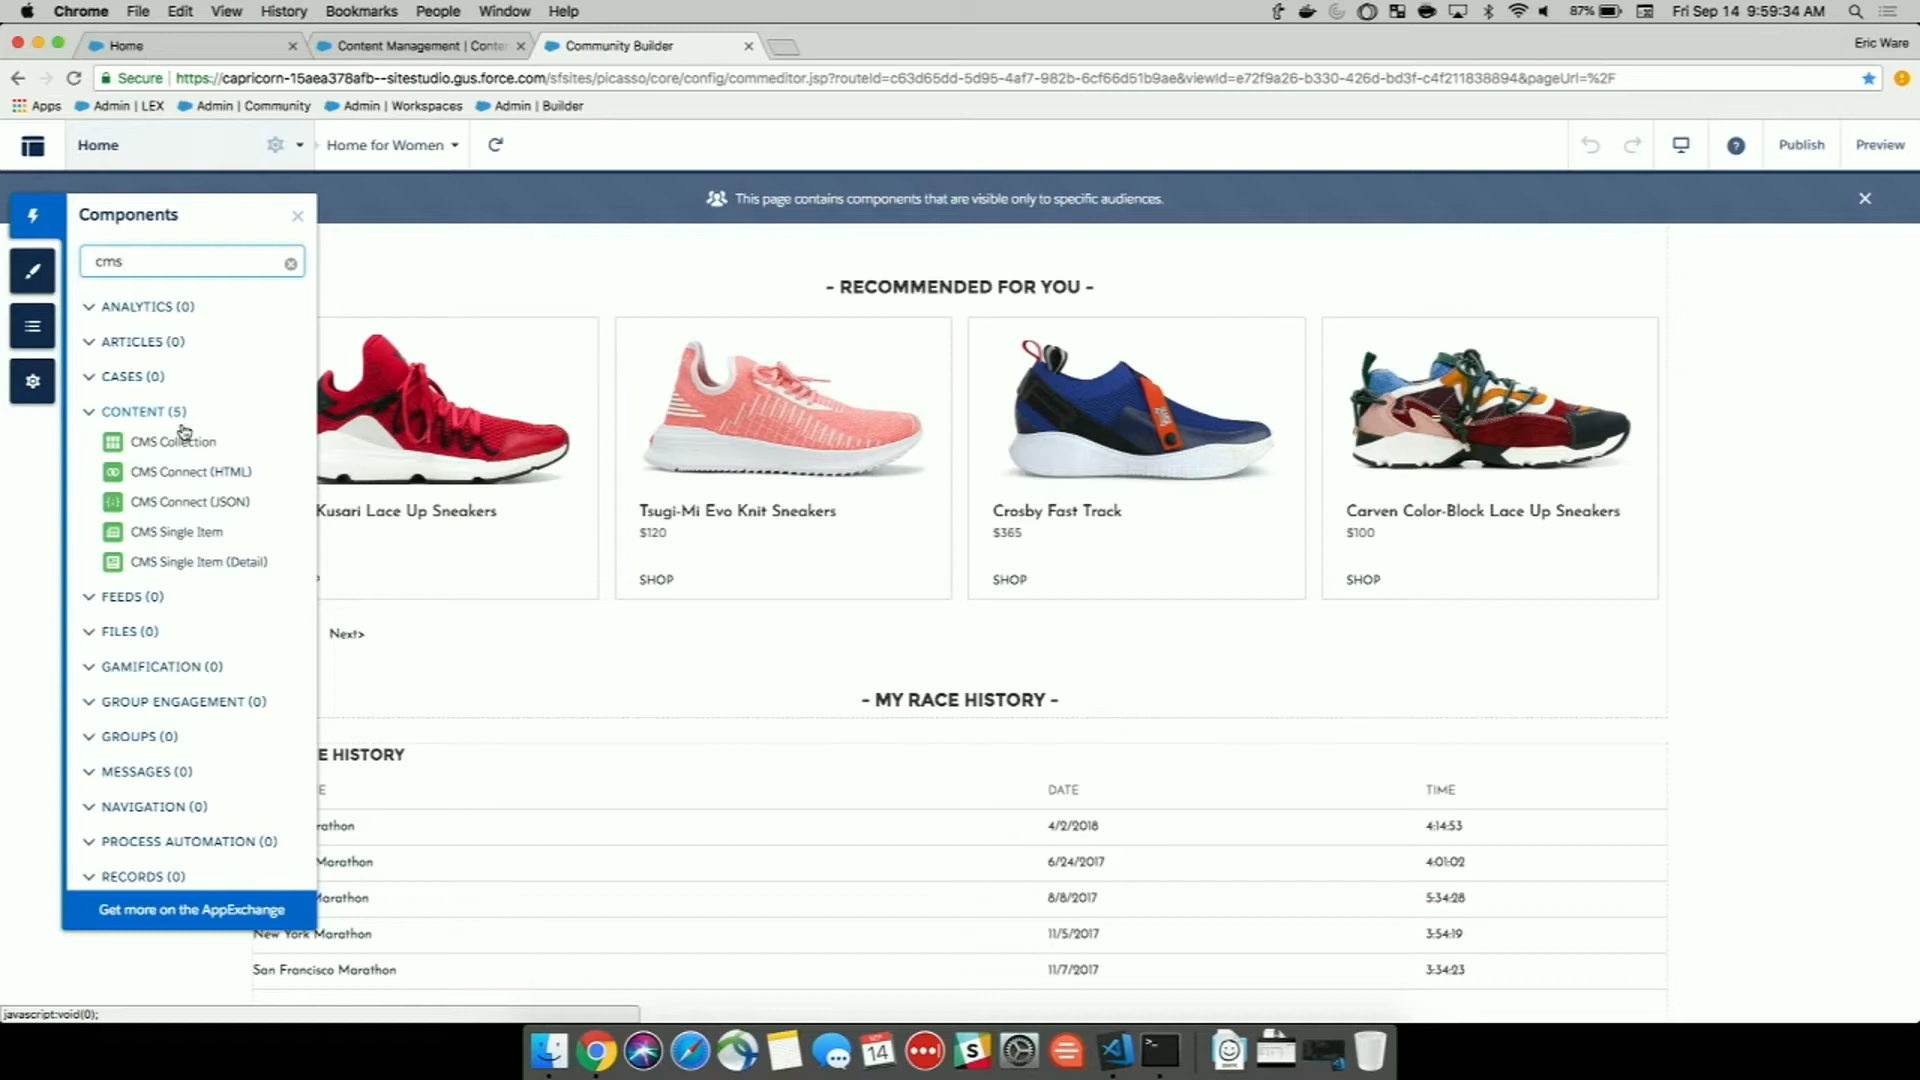 Chrome File Edit View History Bookmarks People Window Help 87% Fri Sep 14 9:59:34 AM
Home Content Management | Conte Community Builder Eric Ware
Secure https://capricorn-15aea378afb--sitestudio.gus.force.com/sfsites/picasso/core/config/commeditor.jsp?routeId=c63d65dd-5d95-4af7-982b-6cf66d51b9ae&viewId=e72f9a26-b330-426d-bd3f-c4f211838894&pageUrl=%2F
Apps Admin | LEX Admin | Community Admin | Workspaces Admin | Builder
Home Home for Women Publish Preview
This page contains components that are visible only to specific audiences.
Components
cms
ANALYTICS (0)
ARTICLES (0)
CASES (0)
CONTENT (5)
CMS Collection
CMS Connect (HTML)
CMS Connect (JSON)
CMS Single Item
CMS Single Item (Detail)
FEEDS (0)
FILES (0)
GAMIFICATION (0)
GROUP ENGAGEMENT (0)
GROUPS (0)
MESSAGES (0)
NAVIGATION (0)
PROCESS AUTOMATION (0)
RECORDS (0)
Get more on the AppExchange
- RECOMMENDED FOR YOU -
Kusari Lace Up Sneakers
Tsugi-Mi Evo Knit Sneakers
$120
SHOP
Crosby Fast Track
$365
SHOP
Carven Color-Block Lace Up Sneakers
$100
SHOP
Next>
- MY RACE HISTORY -
E HISTORY
E DATE TIME
rathon 4/2/2018 4:14:53
Marathon 6/24/2017 4:01:02
Marathon 8/8/2017 5:34:28
New York Marathon 11/5/2017 3:54:19
San Francisco Marathon 11/7/2017 3:34:23
javascript:void(0);
SEP
14